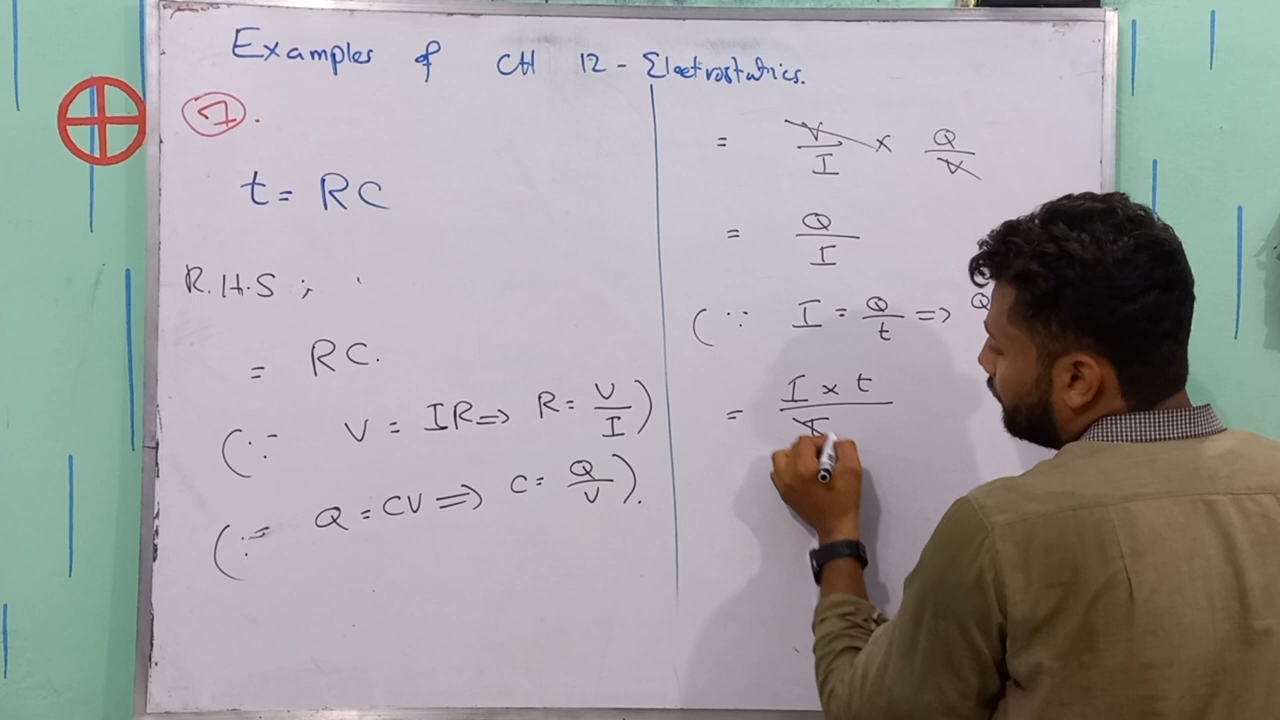 Examples of CH 12 - Electrostatics.
7.
t = RC
R.H.S ;
= RC.
(∵ V = IR => R = V/I)
(∵ Q = CV => C = Q/V).
= V/I × Q/V
= Q/I
(∵ I = Q/t => Q
= I × t/I